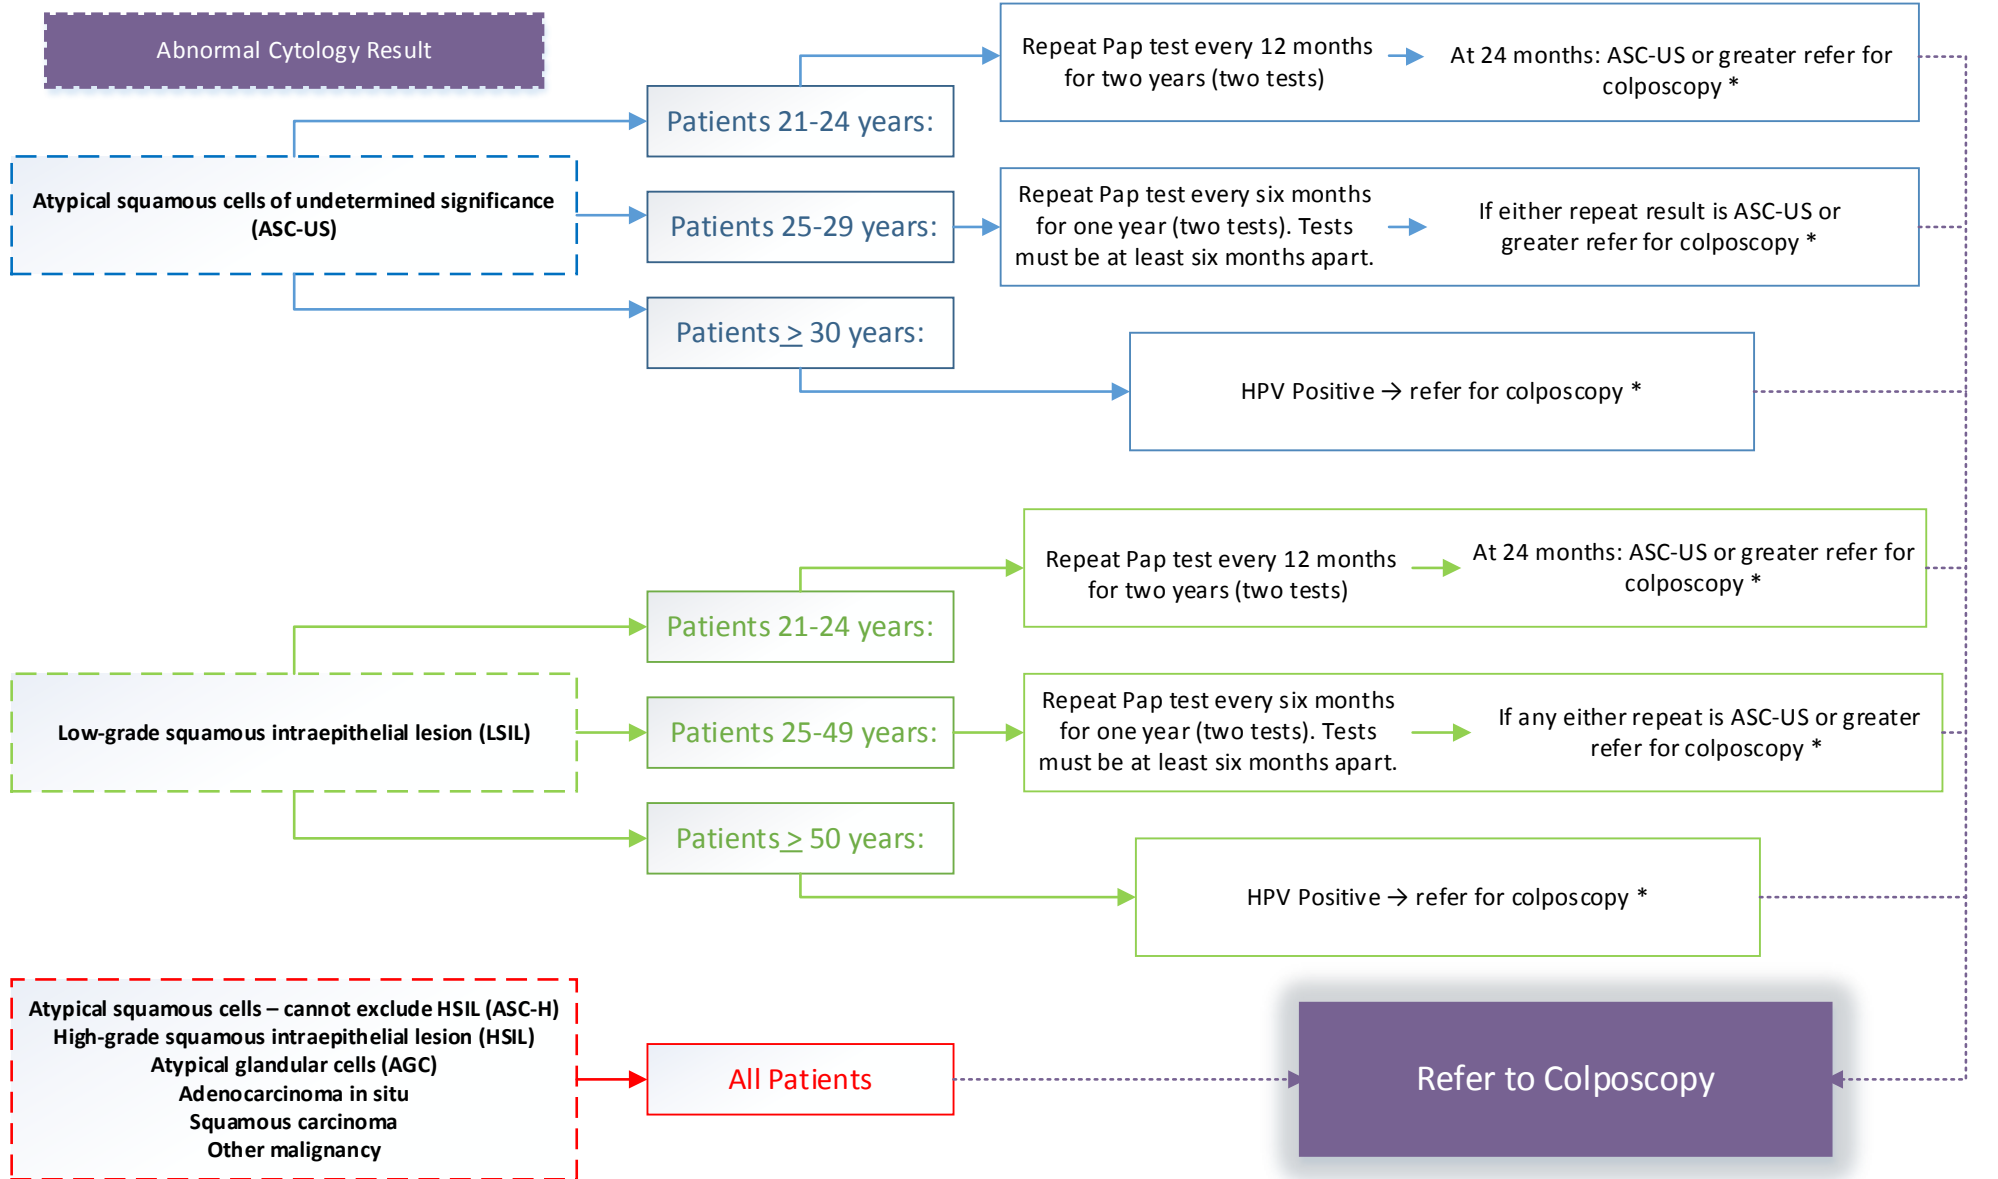 Abnormal Cytology Result
Atypical squamous cells of undetermined significance
(ASC-US)
Patients 21-24 years:
Repeat Pap test every 12 months
for two years (two tests)
At 24 months: ASC-US or greater refer for
colposcopy *
Patients 25-29 years:
Repeat Pap test every six months
for one year (two tests). Tests
must be at least six months apart.
If either repeat result is ASC-US or
greater refer for colposcopy *
Patients ≥ 30 years:
HPV Positive → refer for colposcopy *
Low-grade squamous intraepithelial lesion (LSIL)
Patients 21-24 years:
Repeat Pap test every 12 months
for two years (two tests)
At 24 months: ASC-US or greater refer for
colposcopy *
Patients 25-49 years:
Repeat Pap test every six months
for one year (two tests). Tests
must be at least six months apart.
If any either repeat is ASC-US or greater
refer for colposcopy *
Patients ≥ 50 years:
HPV Positive → refer for colposcopy *
Atypical squamous cells – cannot exclude HSIL (ASC-H)
High-grade squamous intraepithelial lesion (HSIL)
Atypical glandular cells (AGC)
Adenocarcinoma in situ
Squamous carcinoma
Other malignancy
All Patients
Refer to Colposcopy